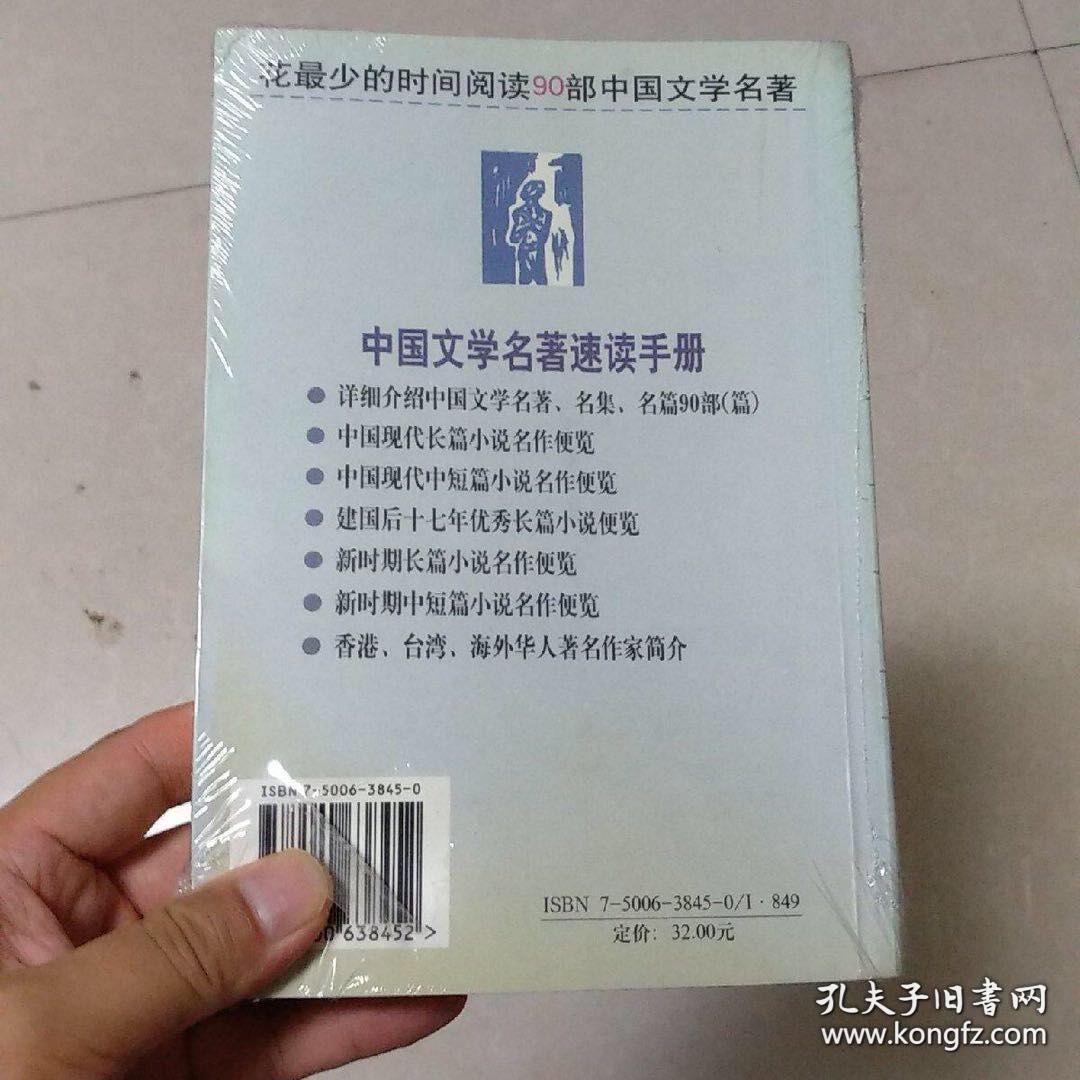 花最少的时间阅读90部中国文学名著
中国文学名著速读手册
● 详细介绍中国文学名著、名集、名篇90部(篇)
● 中国现代长篇小说名作便览
● 中国现代中短篇小说名作便览
● 建国后十七年优秀长篇小说便览
● 新时期长篇小说名作便览
● 新时期中短篇小说名作便览
● 香港、台湾、海外华人著名作家简介
ISBN 7-5006-3845-0
638452 >
ISBN 7-5006-3845-0/I·849
定价: 32.00元
孔夫子旧書网
www.kongfz.com